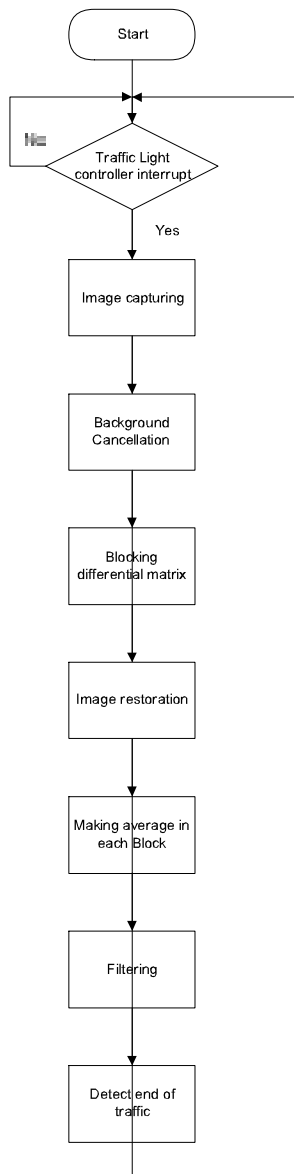 Start
Traffic Light
controller interrupt
Yes
Image capturing
Background
Cancellation
Blocking
differential matrix
Image restoration
Making average in
each Block
Filtering
Detect end of
traffic